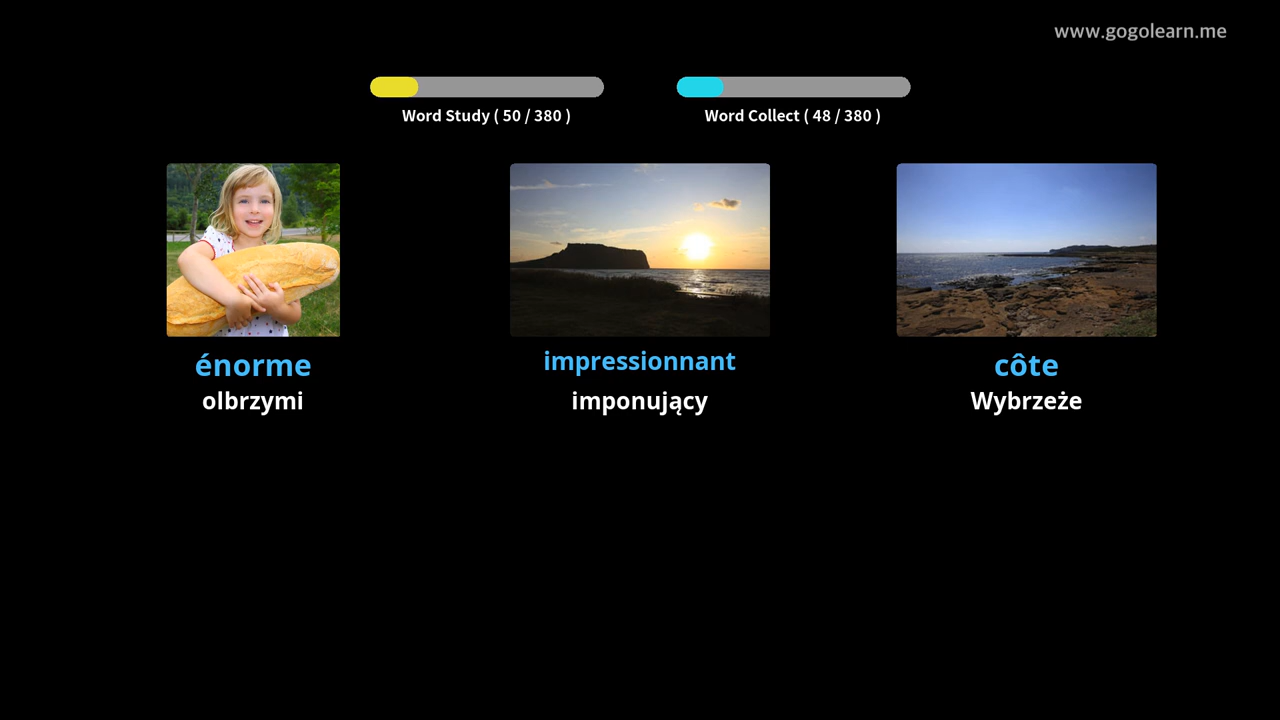 www.gogolearn.me
Word Study ( 50 / 380 )
Word Collect ( 48 / 380 )
énorme
olbrzymi
impressionnant
imponujący
côte
Wybrzeże